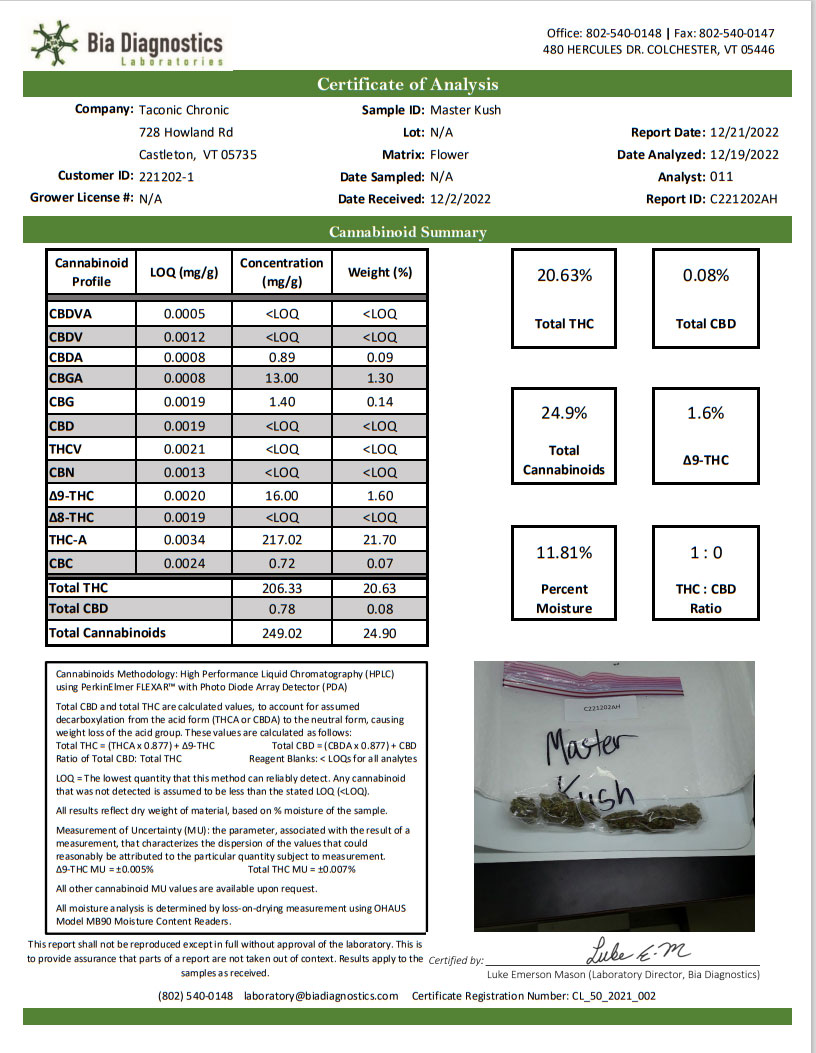 Bia Diagnostics
Laboratories
Office: 802-540-0148 | Fax: 802-540-0147
480 HERCULES DR. COLCHESTER, VT 05446
Certificate of Analysis
Company: Taconic Chronic
728 Howland Rd
Castleton, VT 05735
Customer ID: 221202-1
Grower License #: N/A
Sample ID: Master Kush
Lot: N/A
Matrix: Flower
Date Sampled: N/A
Date Received: 12/2/2022
Report Date: 12/21/2022
Date Analyzed: 12/19/2022
Analyst: 011
Report ID: C221202AH
Cannabinoid Summary
Cannabinoid Profile LOQ (mg/g) Concentration (mg/g) Weight (%)
CBDVA 0.0005 <LOQ <LOQ
CBDV 0.0012 <LOQ <LOQ
CBDA 0.0008 0.89 0.09
CBGA 0.0008 13.00 1.30
CBG 0.0019 1.40 0.14
CBD 0.0019 <LOQ <LOQ
THCV 0.0021 <LOQ <LOQ
CBN 0.0013 <LOQ <LOQ
Δ9-THC 0.0020 16.00 1.60
Δ8-THC 0.0019 <LOQ <LOQ
THC-A 0.0034 217.02 21.70
CBC 0.0024 0.72 0.07
Total THC 206.33 20.63
Total CBD 0.78 0.08
Total Cannabinoids 249.02 24.90
20.63%
Total THC
0.08%
Total CBD
24.9%
Total
Cannabinoids
1.6%
Δ9-THC
11.81%
Percent
Moisture
1 : 0
THC : CBD
Ratio
Cannabinoids Methodology: High Performance Liquid Chromatography (HPLC)
using PerkinElmer FLEXAR™ with Photo Diode Array Detector (PDA)
Total CBD and total THC are calculated values, to account for assumed
decarboxylation from the acid form (THCA or CBDA) to the neutral form, causing
weight loss of the acid group. These values are calculated as follows:
Total THC = (THCA x 0.877) + Δ9-THC Total CBD = (CBDA x 0.877) + CBD
Ratio of Total CBD: Total THC Reagent Blanks: < LOQs for all analytes
LOQ = The lowest quantity that this method can reliably detect. Any cannabinoid
that was not detected is assumed to be less than the stated LOQ (<LOQ).
All results reflect dry weight of material, based on % moisture of the sample.
Measurement of Uncertainty (MU): the parameter, associated with the result of a
measurement, that characterizes the dispersion of the values that could
reasonably be attributed to the particular quantity subject to measurement.
Δ9-THC MU = ±0.005% Total THC MU = ±0.007%
All other cannabinoid MU values are available upon request.
All moisture analysis is determined by loss-on-drying measurement using OHAUS
Model MB90 Moisture Content Readers.
C221202AH
Master
Kush
This report shall not be reproduced except in full without approval of the laboratory. This is
to provide assurance that parts of a report are not taken out of context. Results apply to the
samples as received.
Certified by: Luke E. M
Luke Emerson Mason (Laboratory Director, Bia Diagnostics)
(802) 540-0148 laboratory@biadiagnostics.com Certificate Registration Number: CL_50_2021_002